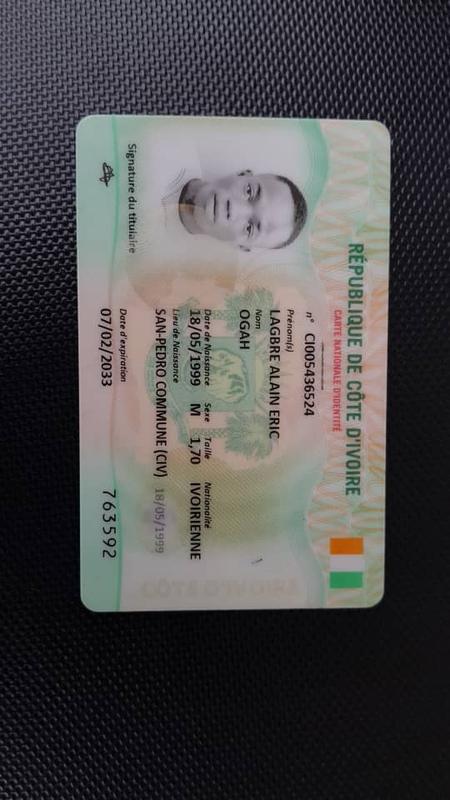 RÉPUBLIQUE DE CÔTE D'IVOIRE
CARTE NATIONALE D'IDENTITÉ
n° CI005436524
Prénom(s)
LAGBRE ALAIN ERIC
Nom
OGAH
Date de Naissance Sexe Taille Nationalité
18/05/1999 M 1,70 IVOIRIENNE
Lieu de Naissance
SAN-PEDRO COMMUNE (CIV) 18/05/1999
Signature du titulaire
Date d'expiration
07/02/2033
763592
CÔTE D'IVOIRE